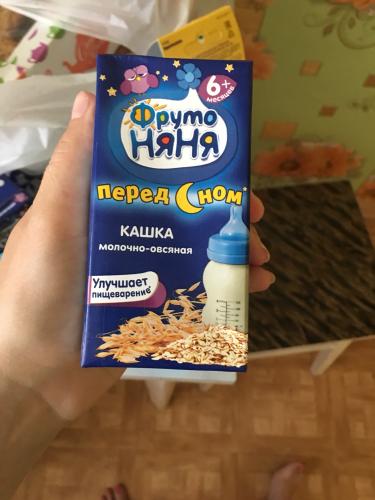 6+
месяцев
Фруто
НЯНЯ
перед Сном*
КАШКА
молочно-овсяная
Улучшает
пищеварение*